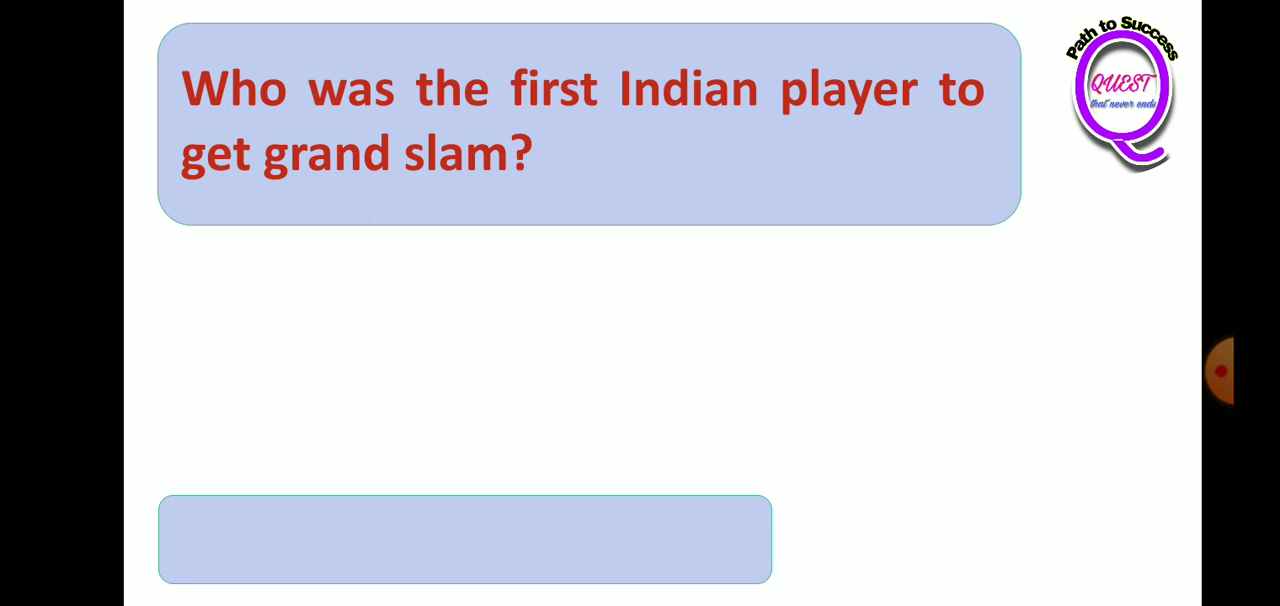 Who was the first Indian player to
get grand slam?
Path to Success
QUEST
that never ends